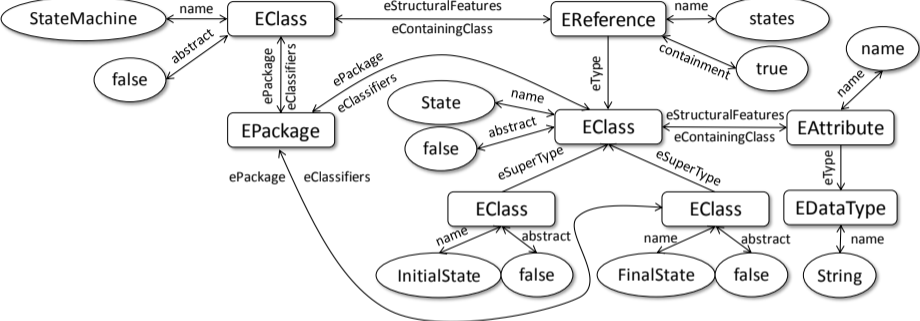 StateMachine
name
EClass
eStructuralFeatures
eContainingClass
EReference
name
states
abstract
false
containment
true
name
ePackage
eClassifiers
ePackage
eClassifiers
eType
name
State
name
abstract
false
EPackage
EClass
eStructuralFeatures
eContainingClass
EAttribute
ePackage
eClassifiers
eSuperType
eSuperType
eType
EClass
EClass
EDataType
name
abstract
name
abstract
name
InitialState
false
FinalState
false
String